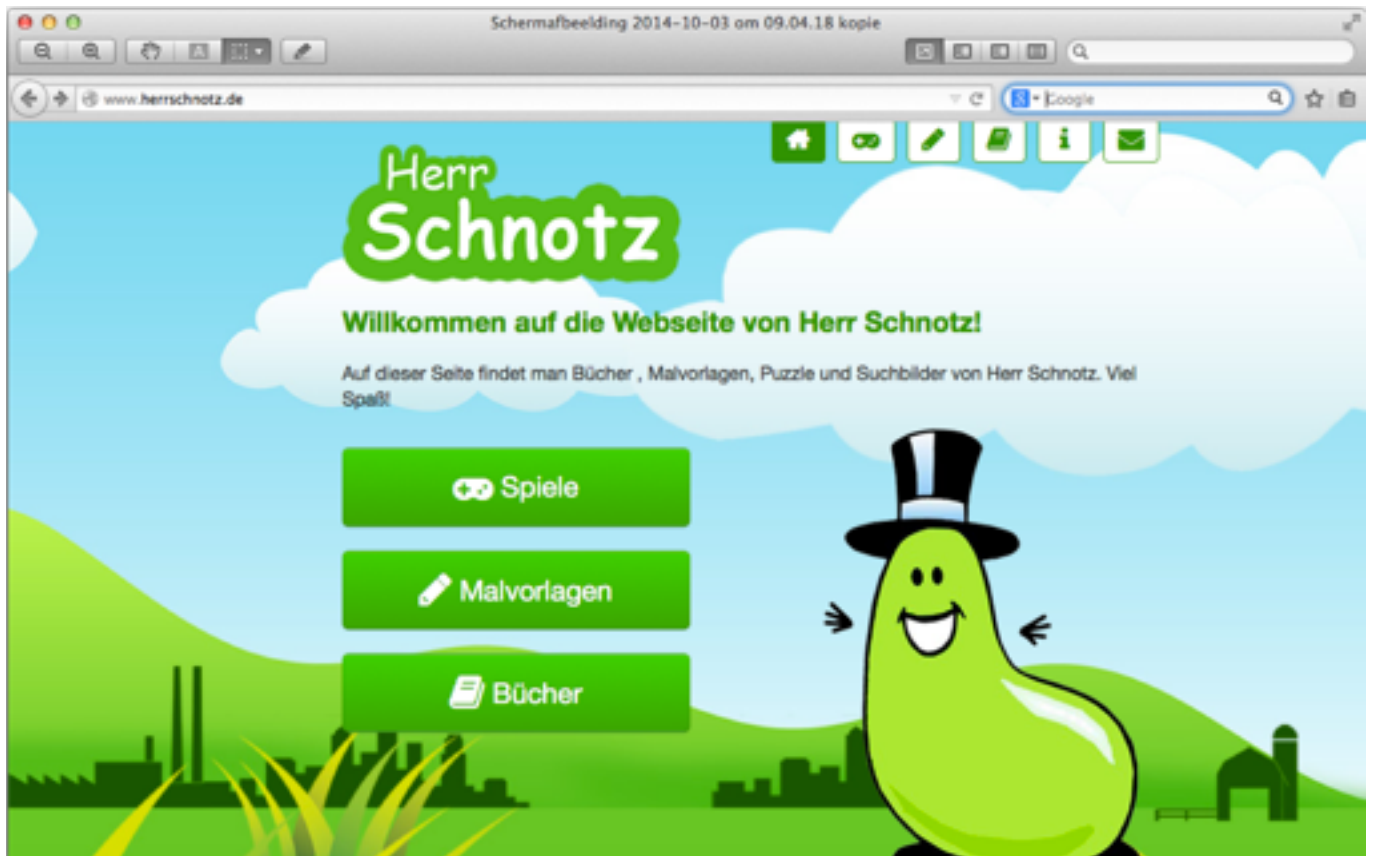 Schermafbeelding 2014-10-03 om 09.04.18 kopie
www.herrschnotz.de
Google
Herr
Schnotz
Willkommen auf die Webseite von Herr Schnotz!
Auf dieser Seite findet man Bücher , Malvorlagen, Puzzle und Suchbilder von Herr Schnotz. Viel
Spaß!
Spiele
Malvorlagen
Bücher